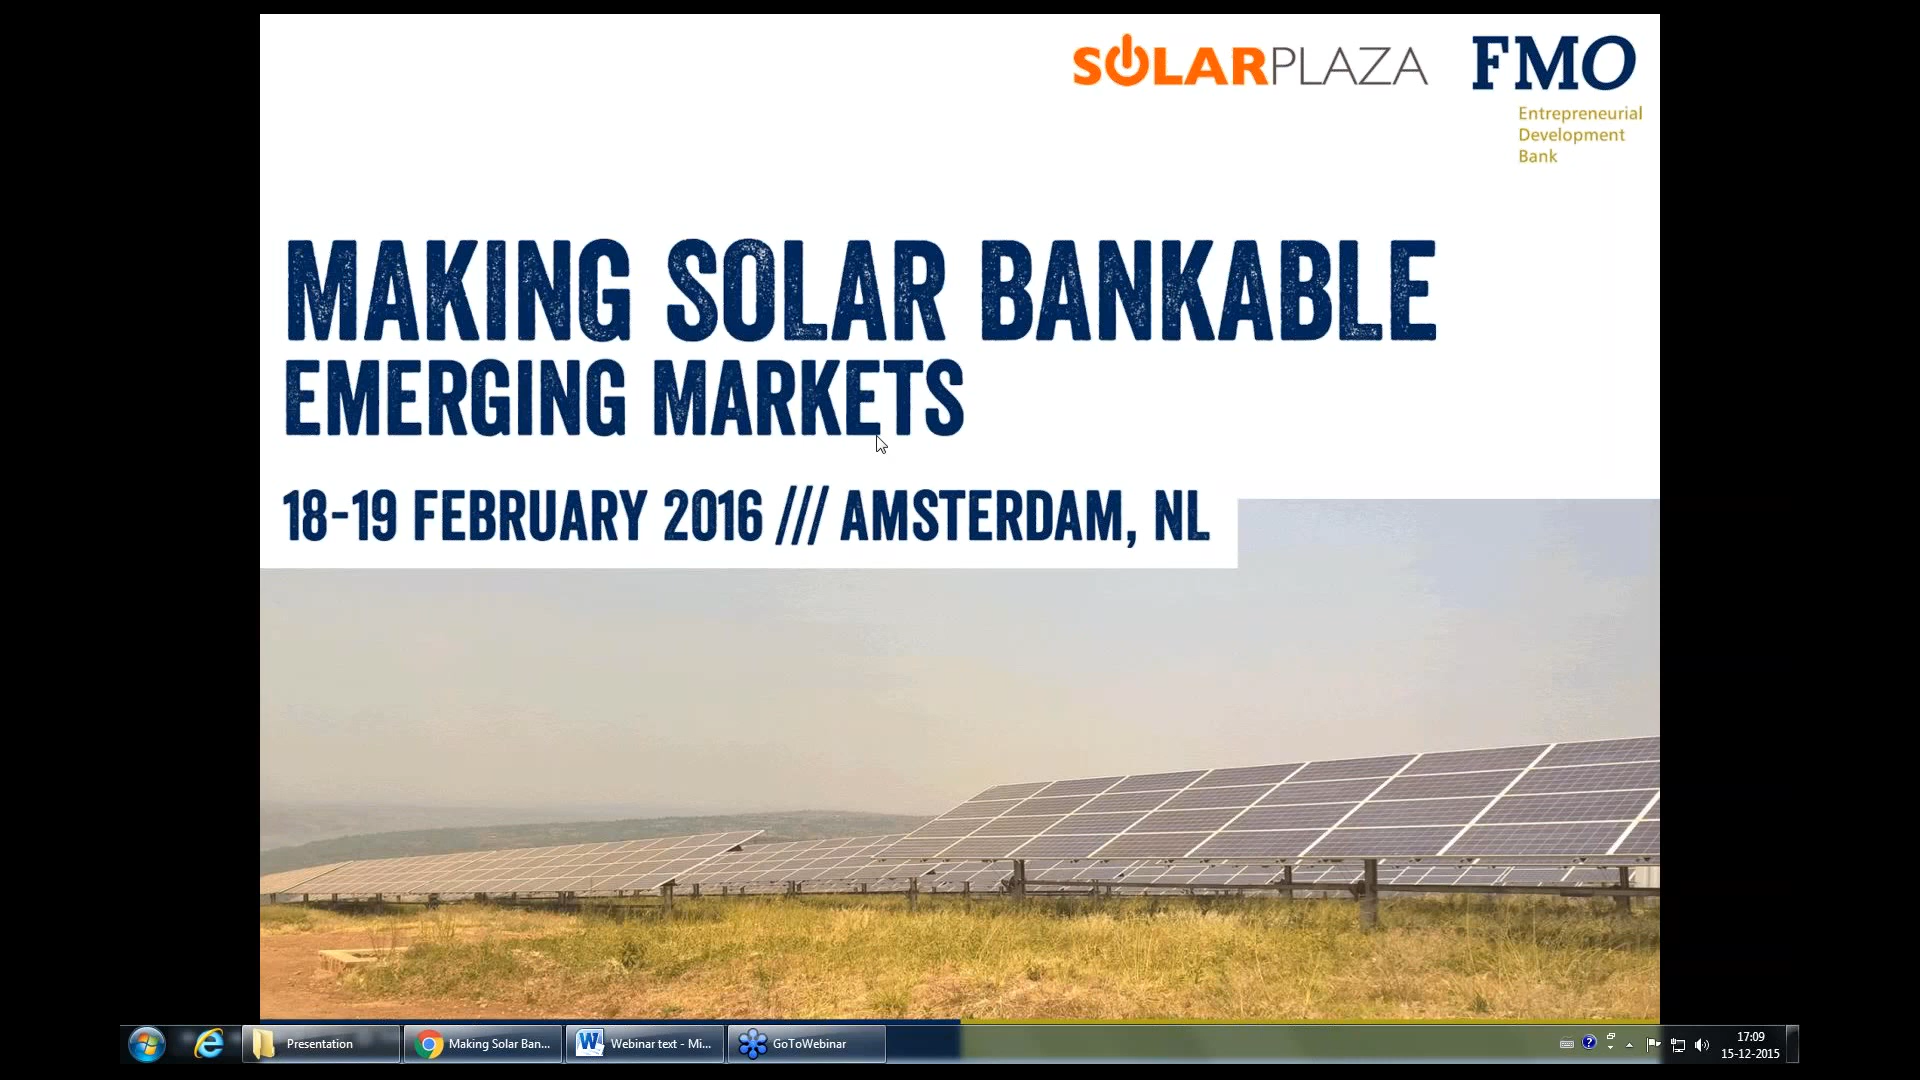 SOLARPLAZA
FMO
Entrepreneurial
Development
Bank
MAKING SOLAR BANKABLE
EMERGING MARKETS
18-19 FEBRUARY 2016 /// AMSTERDAM, NL
Presentation
Making Solar Ban...
Webinar text - Mi...
GoToWebinar
17:09
15-12-2015